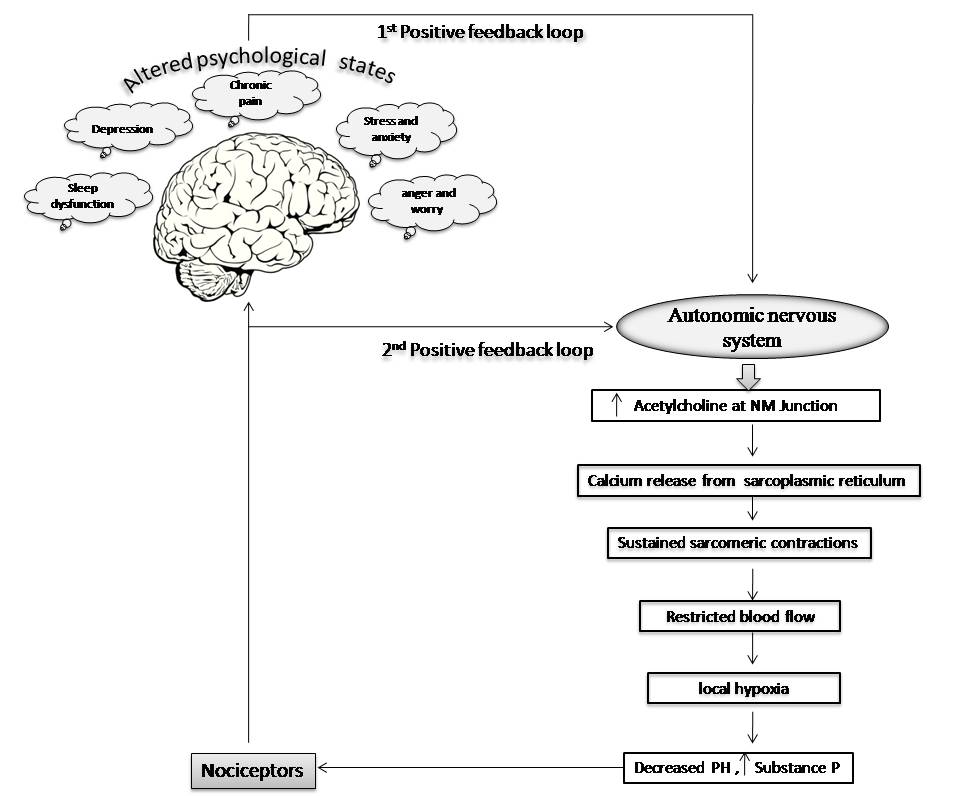 1st Positive feedback loop
Altered psychological states
Chronic
pain
Depression
Stress and
anxiety
Sleep
dysfunction
anger and
worry
Autonomic nervous
system
2nd Positive feedback loop
↑ Acetylcholine at NM Junction
Calcium release from sarcoplasmic reticulum
Sustained sarcomeric contractions
Restricted blood flow
local hypoxia
Decreased PH ,↑ Substance P
Nociceptors